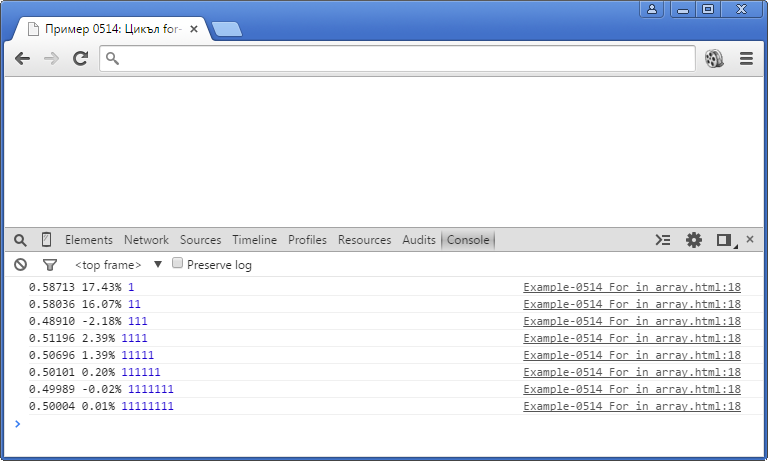 Пример 0514: Цикъл for-
Elements Network Sources Timeline Profiles Resources Audits Console
<top frame> ▼ Preserve log
0.58713 17.43% 1 Example-0514 For in array.html:18
0.58036 16.07% 11 Example-0514 For in array.html:18
0.48910 -2.18% 111 Example-0514 For in array.html:18
0.51196 2.39% 1111 Example-0514 For in array.html:18
0.50696 1.39% 11111 Example-0514 For in array.html:18
0.50101 0.20% 111111 Example-0514 For in array.html:18
0.49989 -0.02% 1111111 Example-0514 For in array.html:18
0.50004 0.01% 11111111 Example-0514 For in array.html:18